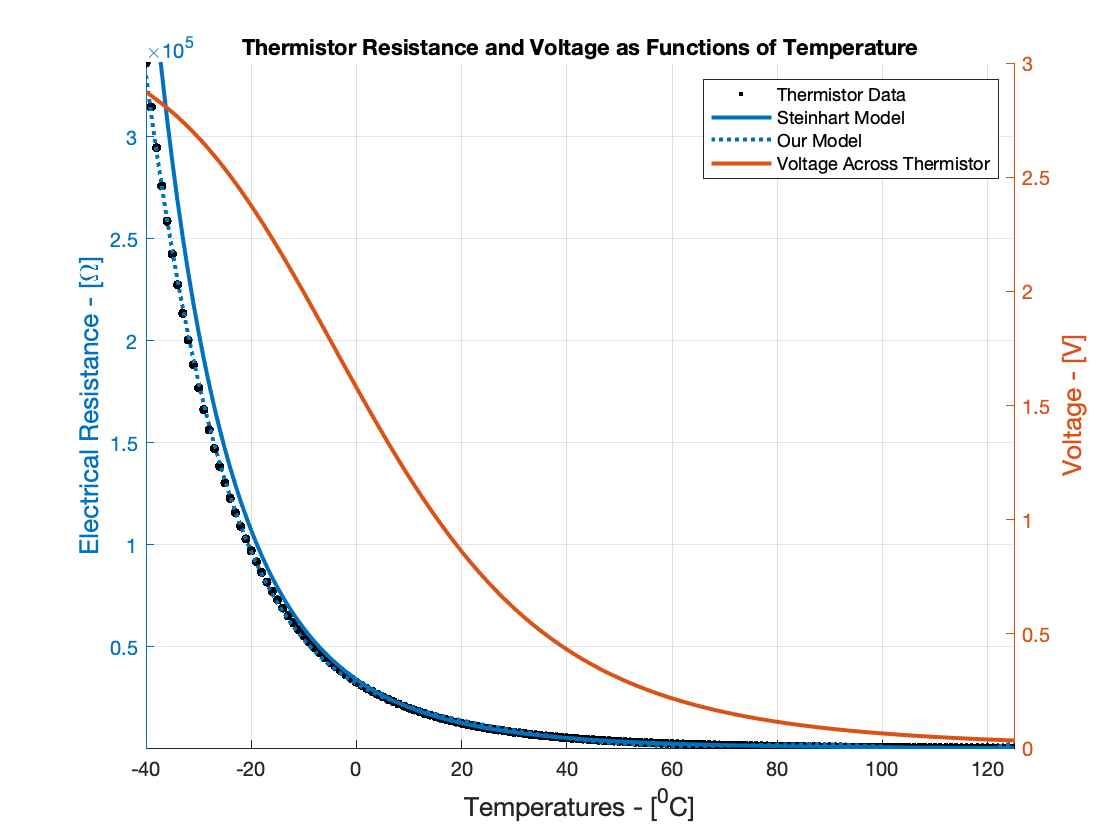 Thermistor Resistance and Voltage as Functions of Temperature
×10⁵
3
2.5
2
1.5
1
0.5
Electrical Resistance - [Ω]
Thermistor Data
Steinhart Model
Our Model
Voltage Across Thermistor
3
2.5
2
1.5
1
0.5
0
Voltage - [V]
-40 -20 0 20 40 60 80 100 120
Temperatures - [⁰C]